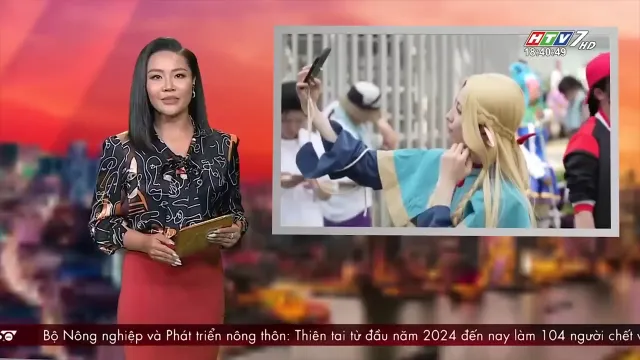 HTV7 HD
18:40:49
Bộ Nông nghiệp và Phát triển nông thôn: Thiên tai từ đầu năm 2024 đến nay làm 104 người chết v